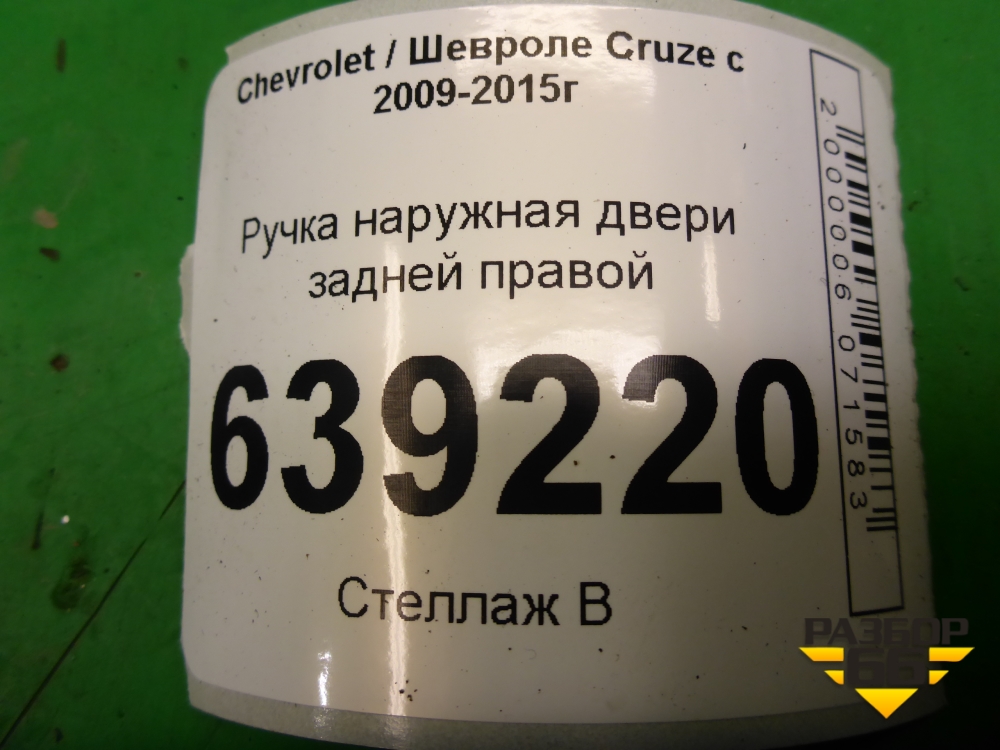 Chevrolet / Шевроле Cruze с
2009-2015г
Ручка наружная двери
задней правой
639220
Стеллаж В
2000006071583
РАЗБОР
66